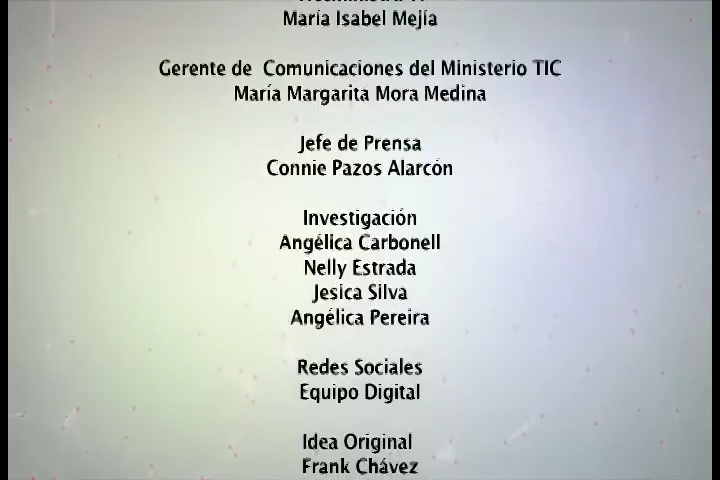 María Isabel Mejía
Gerente de Comunicaciones del Ministerio TIC
María Margarita Mora Medina
Jefe de Prensa
Connie Pazos Alarcón
Investigación
Angélica Carbonell
Nelly Estrada
Jesica Silva
Angélica Pereira
Redes Sociales
Equipo Digital
Idea Original
Frank Chávez